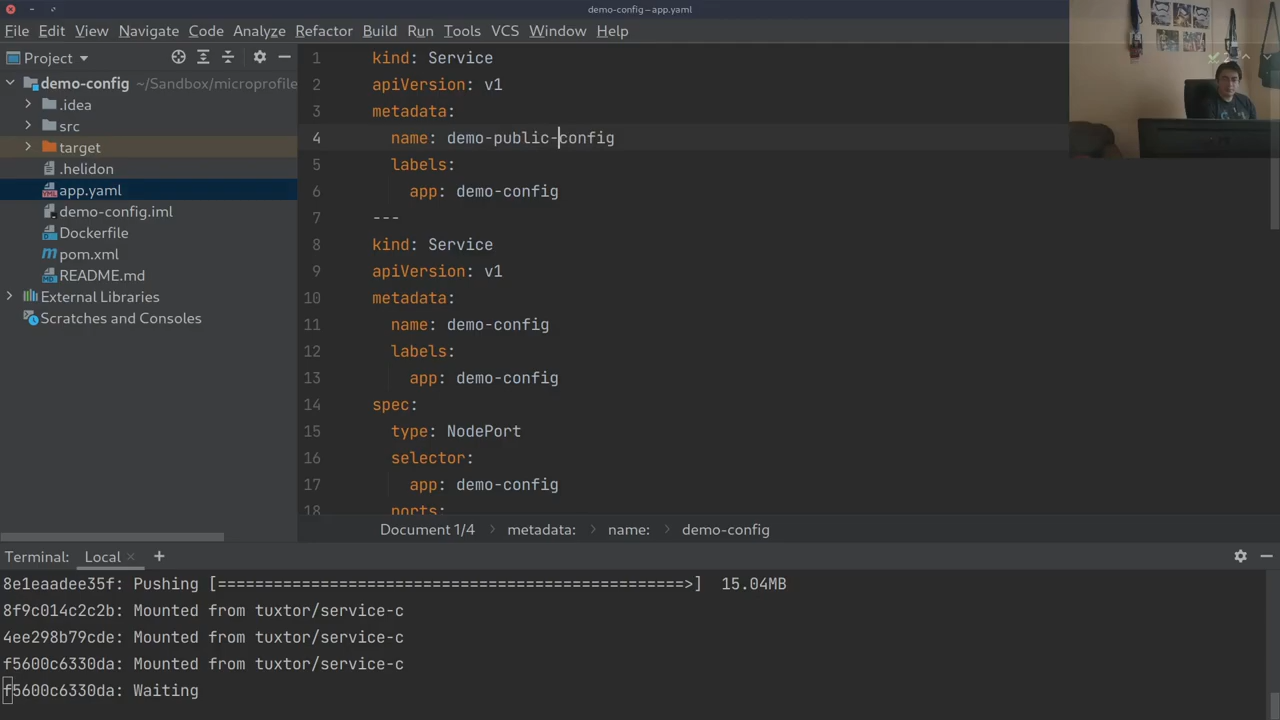 demo-config – app.yaml
File Edit View Navigate Code Analyze Refactor Build Run Tools VCS Window Help
Project
demo-config ~/Sandbox/microprofile
.idea
src
target
.helidon
app.yaml
demo-config.iml
Dockerfile
pom.xml
README.md
External Libraries
Scratches and Consoles
1 kind: Service
2 apiVersion: v1
3 metadata:
4 name: demo-public-config
5 labels:
6 app: demo-config
7 ---
8 kind: Service
9 apiVersion: v1
10 metadata:
11 name: demo-config
12 labels:
13 app: demo-config
14 spec:
15 type: NodePort
16 selector:
17 app: demo-config
18 ports:
2
Document 1/4 metadata: name: demo-config
Terminal: Local
8e1eaadee35f: Pushing [==================================================>] 15.04MB
8f9c014c2c2b: Mounted from tuxtor/service-c
4ee298b79cde: Mounted from tuxtor/service-c
f5600c6330da: Mounted from tuxtor/service-c
f5600c6330da: Waiting